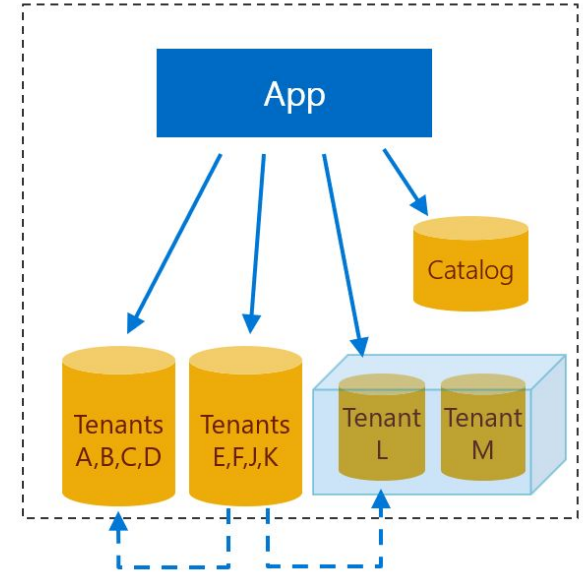 App
Catalog
Tenants
A,B,C,D
Tenants
E,F,J,K
Tenant
L
Tenant
M